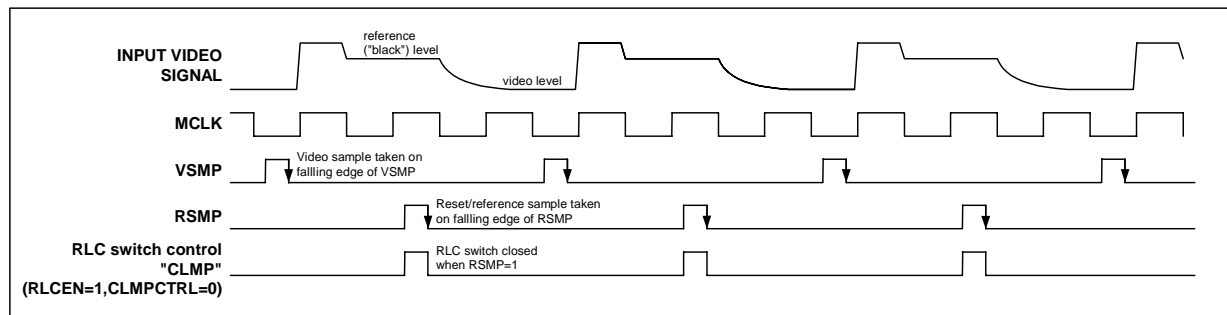 INPUT VIDEO
SIGNAL
reference
("black") level
video level
MCLK
VSMP
Video sample taken on
fallling edge of VSMP
RSMP
Reset/reference sample taken
on fallling edge of RSMP
RLC switch control
"CLMP"
(RLCEN=1,CLMPCTRL=0)
RLC switch closed
when RSMP=1